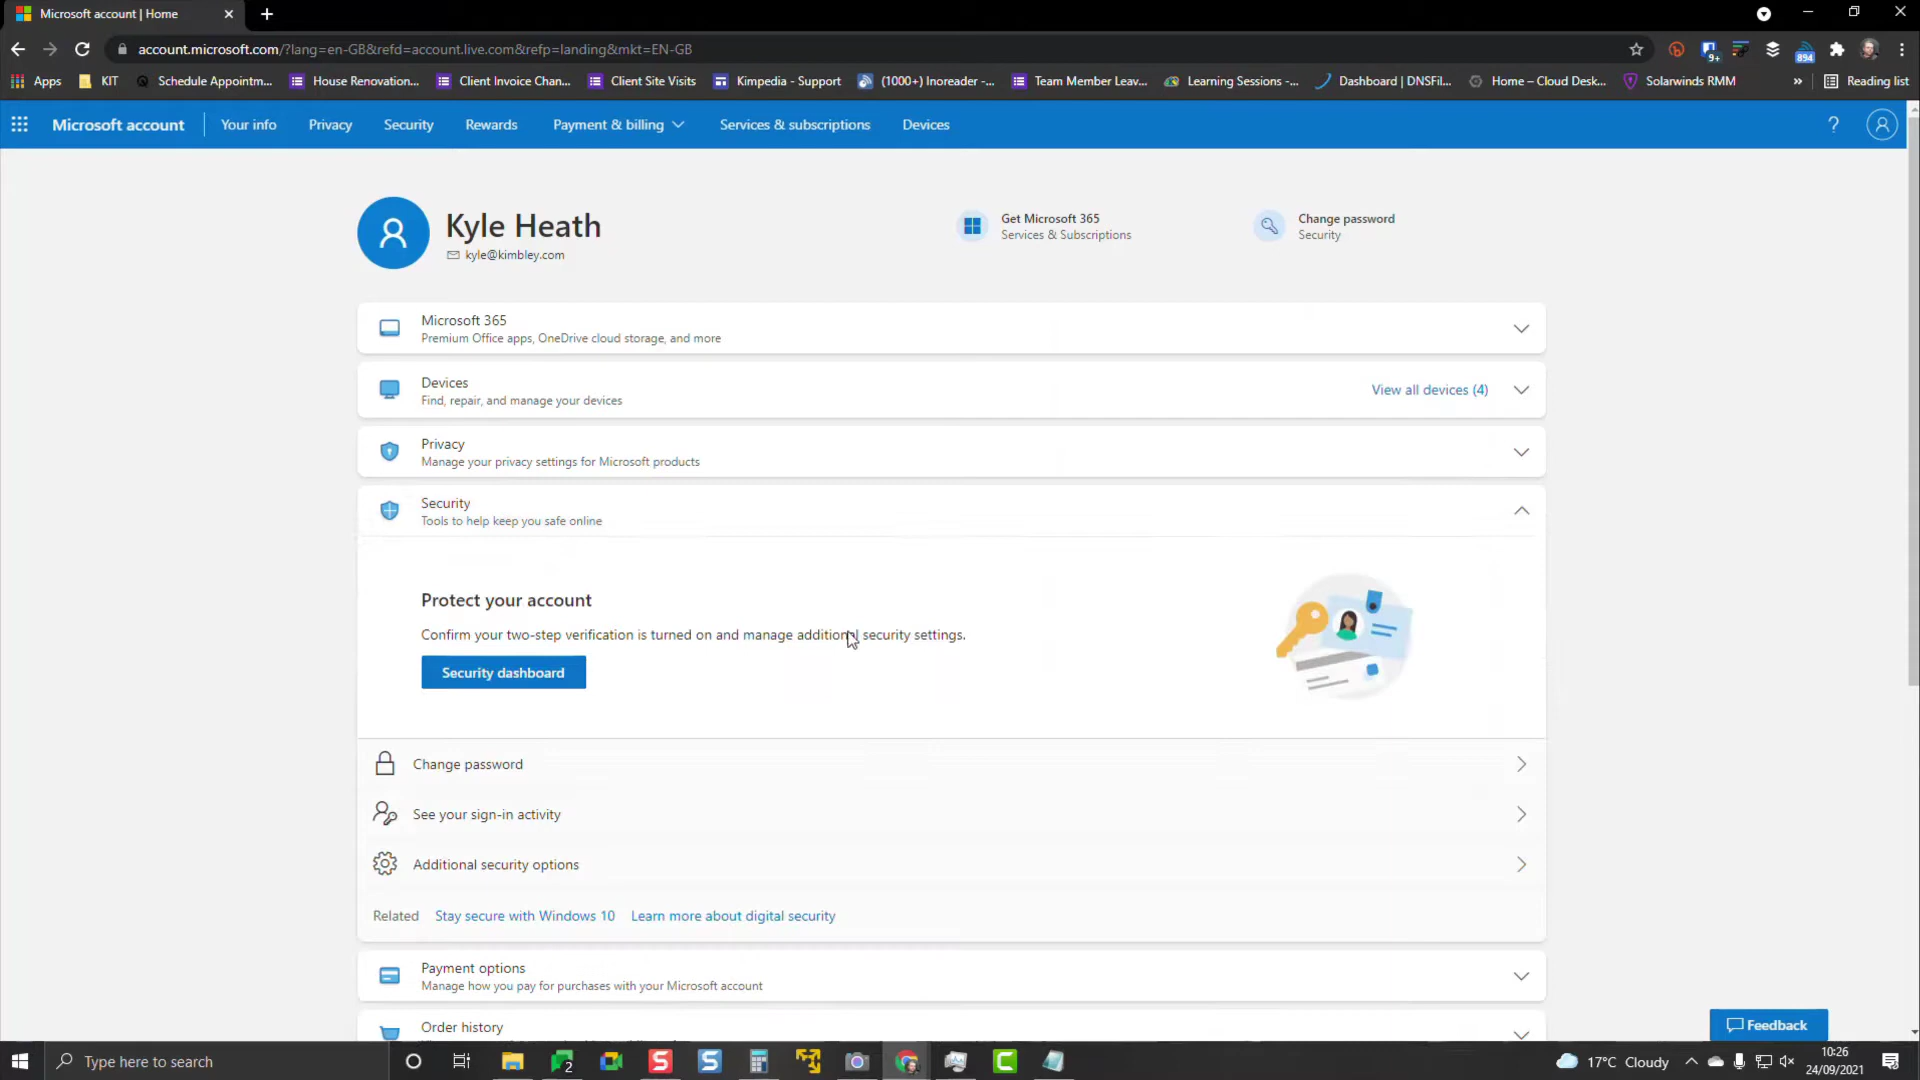 Microsoft account | Home
account.microsoft.com/?lang=en-GB&refd=account.live.com&refp=landing&mkt=EN-GB
9+
894
Apps
KIT
Schedule Appointm...
House Renovation...
Client Invoice Chan...
Client Site Visits
Kimpedia - Support
(1000+) Inoreader -...
Team Member Leav...
Learning Sessions -...
Dashboard | DNSFil...
Home – Cloud Desk...
Solarwinds RMM
»
Reading list
Microsoft account
Your info
Privacy
Security
Rewards
Payment & billing
Services & subscriptions
Devices
?
Kyle Heath
kyle@kimbley.com
Get Microsoft 365
Services & Subscriptions
Change password
Security
Microsoft 365
Premium Office apps, OneDrive cloud storage, and more
Devices
Find, repair, and manage your devices
View all devices (4)
Privacy
Manage your privacy settings for Microsoft products
Security
Tools to help keep you safe online
Protect your account
Confirm your two-step verification is turned on and manage additional security settings.
Security dashboard
Change password
See your sign-in activity
Additional security options
Related Stay secure with Windows 10 Learn more about digital security
Payment options
Manage how you pay for purchases with your Microsoft account
Order history
Feedback
Type here to search
2
S
S
C
17°C Cloudy
10:26
24/09/2021